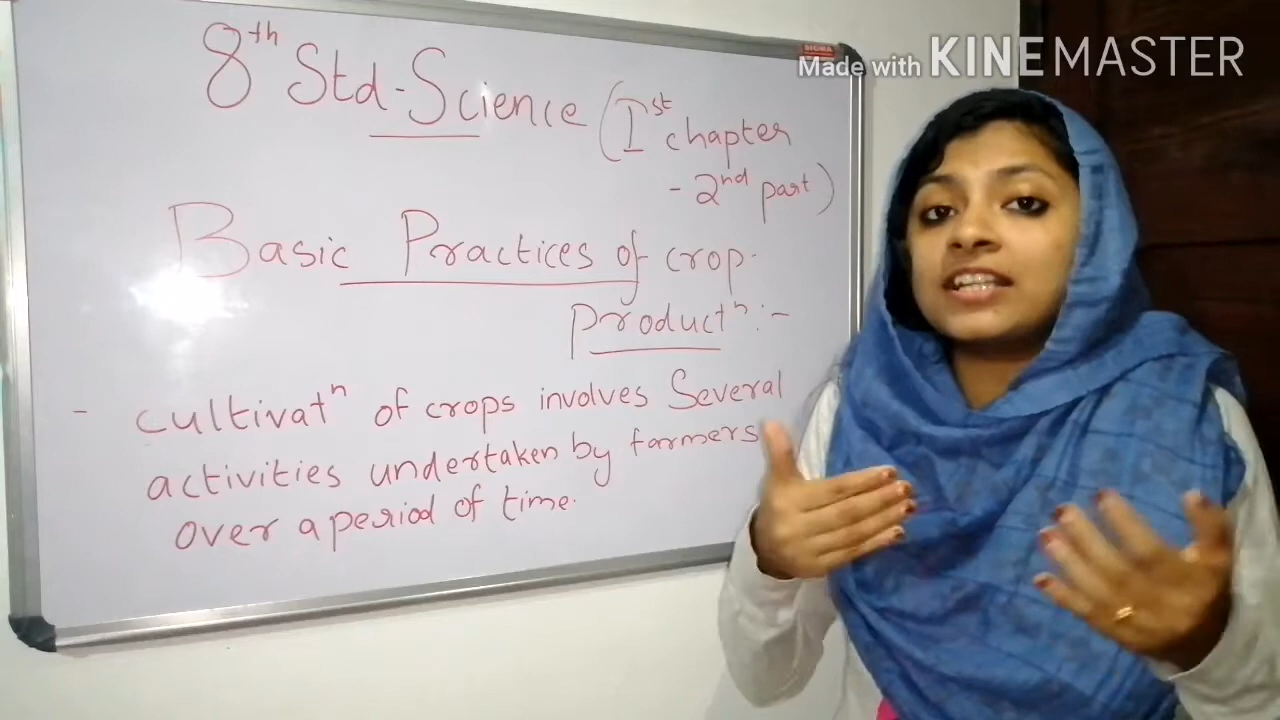 SIGMA
Made with KINEMASTER
8th Std-Science (Ist chapter
- 2nd part)
Basic Practices of crop
Productn :-
- cultivatn of crops involves Several
activities undertaken by farmers
over a period of time.